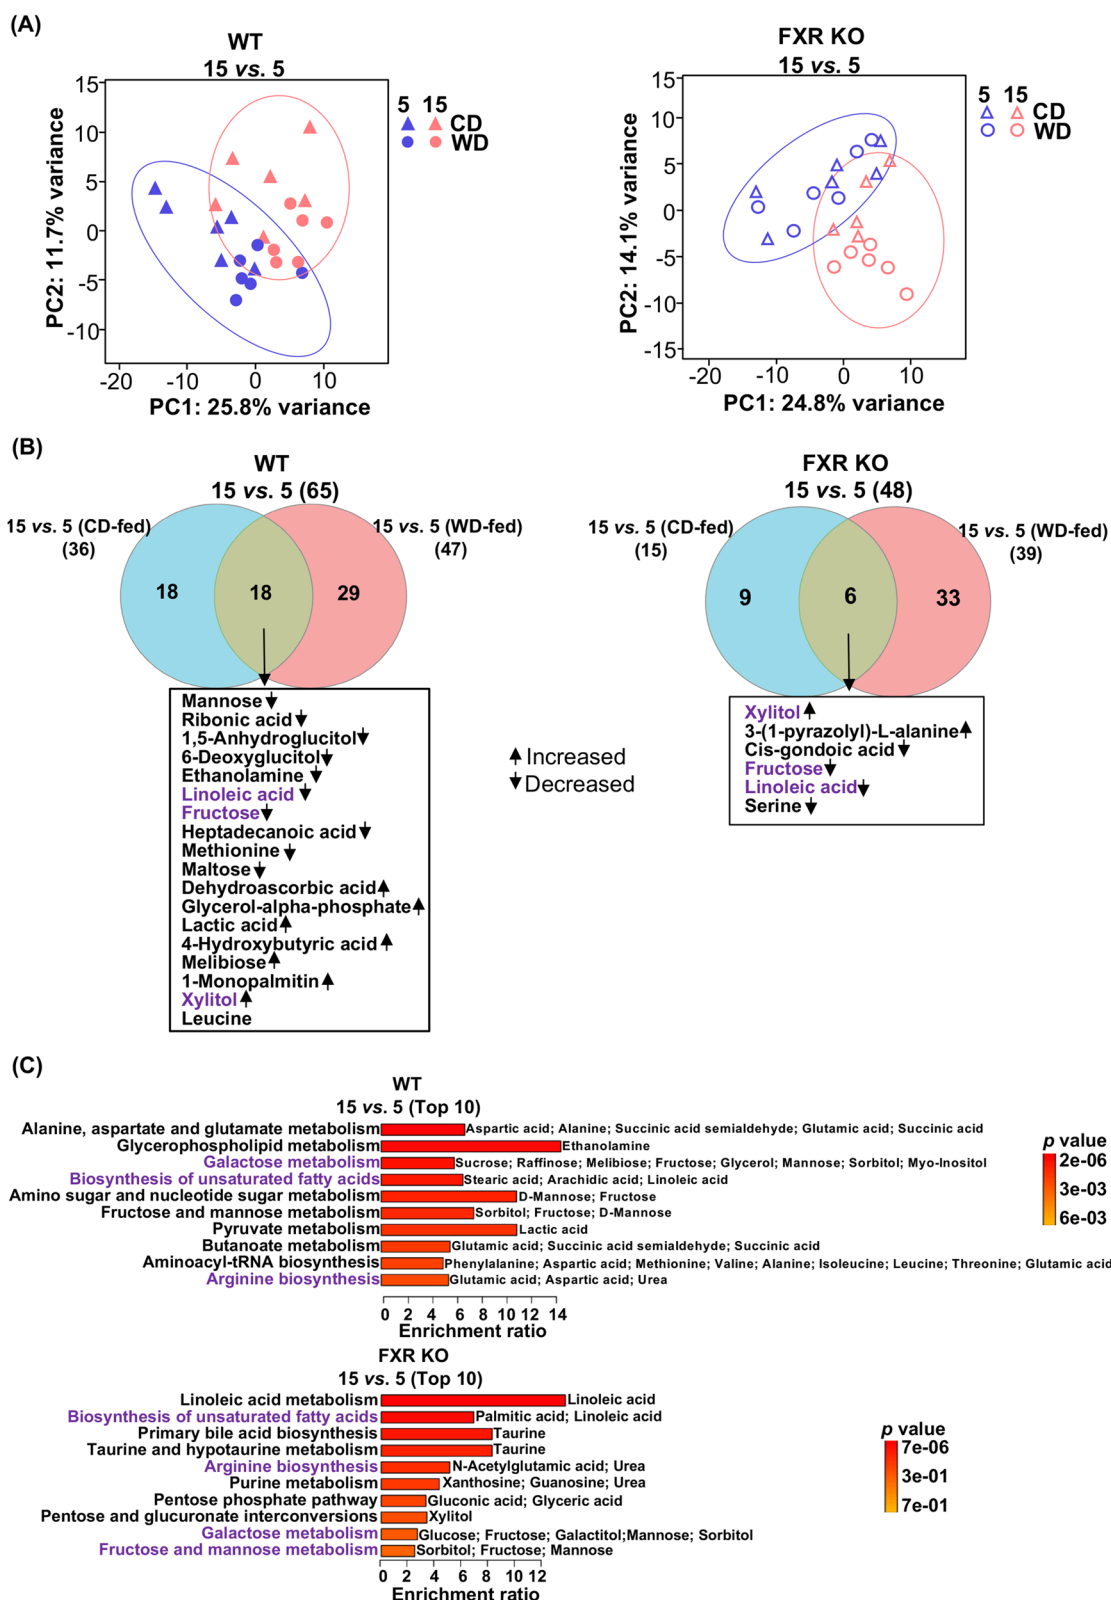 (A)
WT
15 vs. 5
15
10
5
0
-5
-10
PC2: 11.7% variance
-20
-10
0
10
PC1: 25.8% variance
5 15
CD
WD
FXR KO
15 vs. 5
15
10
5
0
-5
-10
-15
PC2: 14.1% variance
-20
-10
0
10
PC1: 24.8% variance
5 15
CD
WD
(B)
WT
15 vs. 5 (65)
15 vs. 5 (CD-fed)
(36)
15 vs. 5 (WD-fed)
(47)
18
18
29
Mannose
Ribonic acid
1,5-Anhydroglucitol
6-Deoxyglucitol
Ethanolamine
Linoleic acid
Fructose
Heptadecanoic acid
Methionine
Maltose
Dehydroascorbic acid
Glycerol-alpha-phosphate
Lactic acid
4-Hydroxybutyric acid
Melibiose
1-Monopalmitin
Xylitol
Leucine
Increased
Decreased
FXR KO
15 vs. 5 (48)
15 vs. 5 (CD-fed)
(15)
15 vs. 5 (WD-fed)
(39)
9
6
33
Xylitol
3-(1-pyrazolyl)-L-alanine
Cis-gondoic acid
Fructose
Linoleic acid
Serine
(C)
WT
15 vs. 5 (Top 10)
Alanine, aspartate and glutamate metabolism Aspartic acid; Alanine; Succinic acid semialdehyde; Glutamic acid; Succinic acid
Glycerophospholipid metabolism Ethanolamine
Galactose metabolism Sucrose; Raffinose; Melibiose; Fructose; Glycerol; Mannose; Sorbitol; Myo-Inositol
Biosynthesis of unsaturated fatty acids Stearic acid; Arachidic acid; Linoleic acid
Amino sugar and nucleotide sugar metabolism D-Mannose; Fructose
Fructose and mannose metabolism Sorbitol; Fructose; D-Mannose
Pyruvate metabolism Lactic acid
Butanoate metabolism Glutamic acid; Succinic acid semialdehyde; Succinic acid
Aminoacyl-tRNA biosynthesis Phenylalanine; Aspartic acid; Methionine; Valine; Alanine; Isoleucine; Leucine; Threonine; Glutamic acid
Arginine biosynthesis Glutamic acid; Aspartic acid; Urea
0 2 4 6 8 10 12 14
Enrichment ratio
p value
2e-06
3e-03
6e-03
FXR KO
15 vs. 5 (Top 10)
Linoleic acid metabolism Linoleic acid
Biosynthesis of unsaturated fatty acids Palmitic acid; Linoleic acid
Primary bile acid biosynthesis Taurine
Taurine and hypotaurine metabolism Taurine
Arginine biosynthesis N-Acetylglutamic acid; Urea
Purine metabolism Xanthosine; Guanosine; Urea
Pentose phosphate pathway Gluconic acid; Glyceric acid
Pentose and glucuronate interconversions Xylitol
Galactose metabolism Glucose; Fructose; Galactitol;Mannose; Sorbitol
Fructose and mannose metabolism Sorbitol; Fructose; Mannose
0 2 4 6 8 10 12
Enrichment ratio
p value
7e-06
3e-01
7e-01